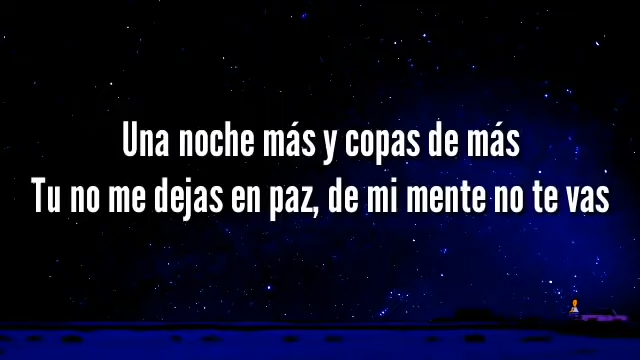 Una noche más y copas de más
Tu no me dejas en paz, de mi mente no te vas